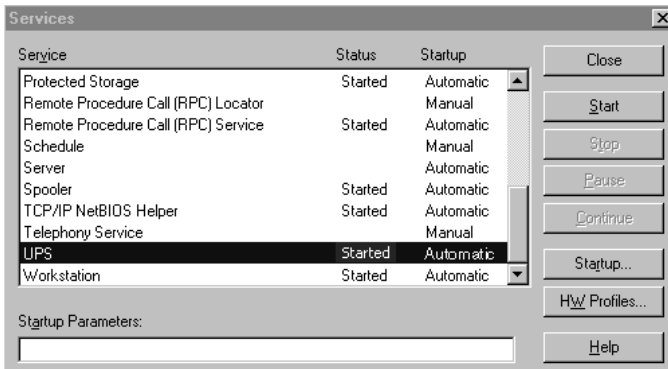 Services
Service Status Startup
Protected Storage Started Automatic
Remote Procedure Call (RPC) Locator Manual
Remote Procedure Call (RPC) Service Started Automatic
Schedule Manual
Server Automatic
Spooler Started Automatic
TCP/IP NetBIOS Helper Started Automatic
Telephony Service Manual
UPS Started Automatic
Workstation Started Automatic
Startup Parameters:
Close
Start
Stop
Pause
Continue
Startup...
HW Profiles...
Help